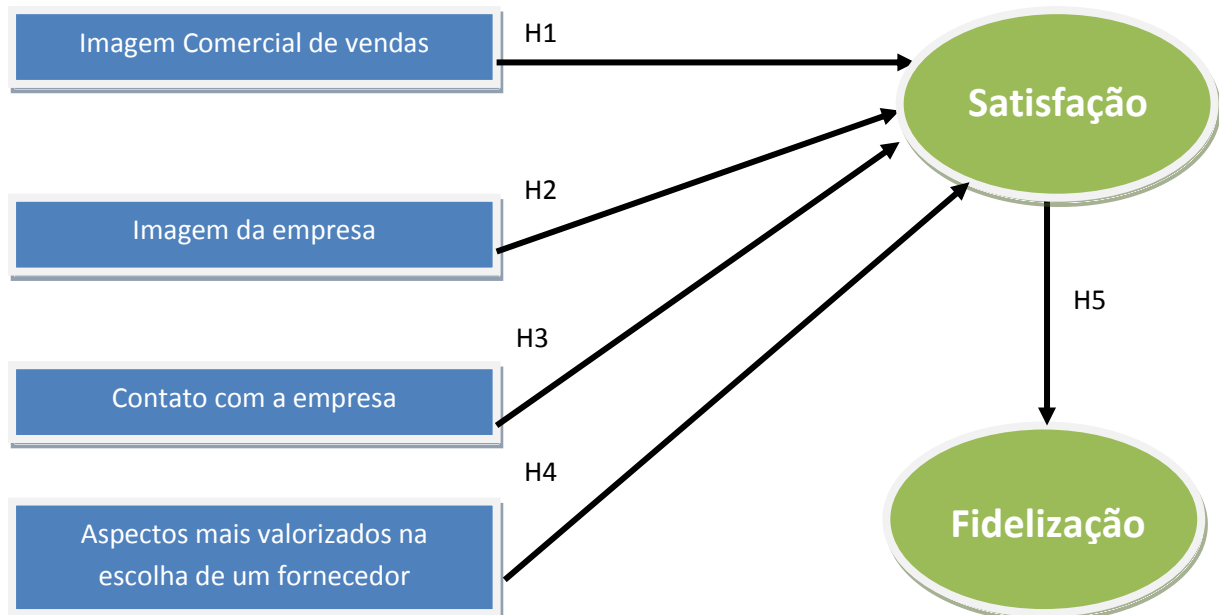 Imagem Comercial de vendas
H1
Satisfação
H2
Imagem da empresa
H5
H3
Contato com a empresa
H4
Aspectos mais valorizados na
escolha de um fornecedor
Fidelização